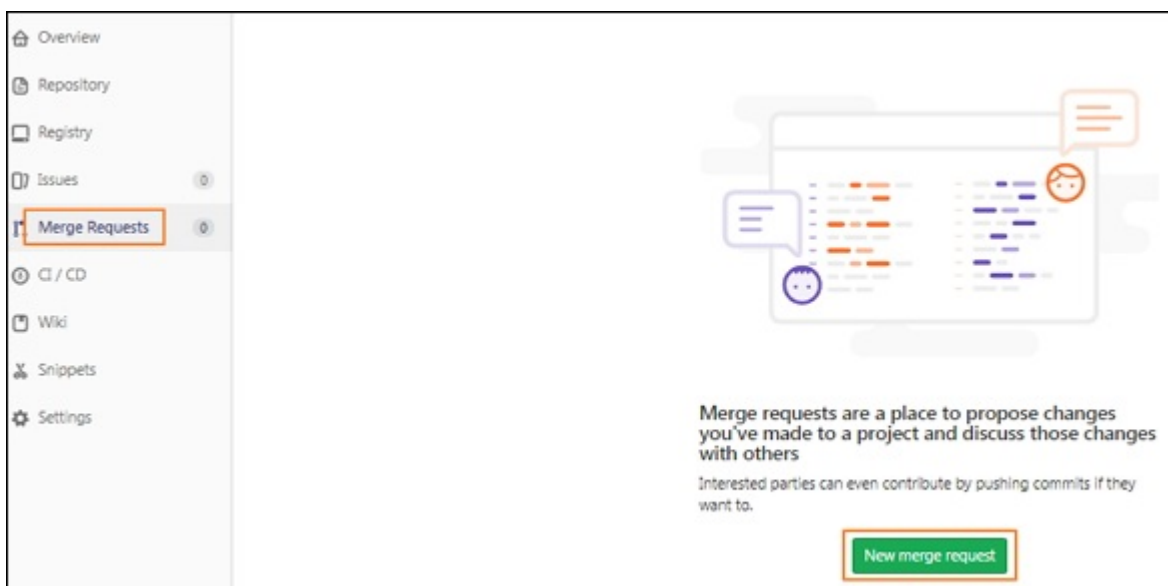 Overview
Repository
Registry
Issues 0
Merge Requests 0
CI / CD
Wiki
Snippets
Settings
Merge requests are a place to propose changes
you've made to a project and discuss those changes
with others
Interested parties can even contribute by pushing commits if they
want to.
New merge request